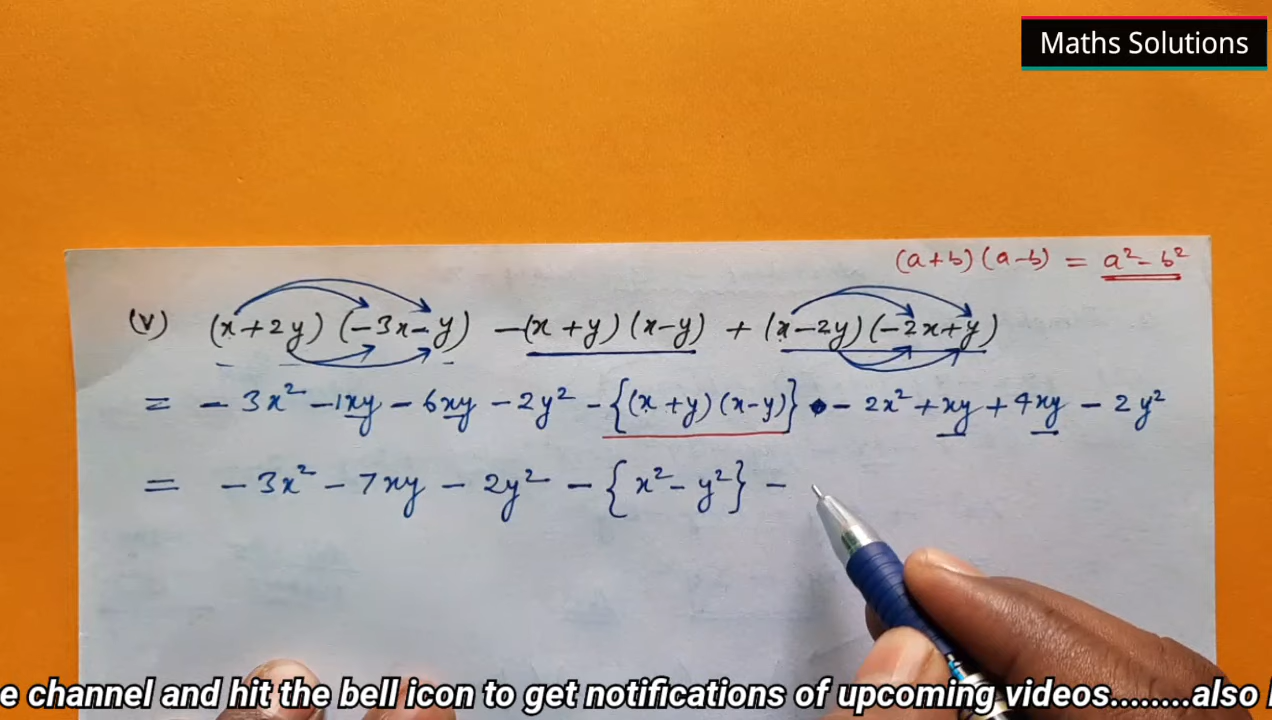 Maths Solutions
(a+b)(a-b) = a²-b²
(v) (x+2y)(-3x-y) -(x+y)(x-y) + (x-2y)(-2x+y)
= -3x² -1xy - 6xy - 2y² -{(x+y)(x-y)} - 2x² + xy + 4xy - 2y²
= -3x² - 7xy - 2y² - {x² - y²} -
e channel and hit the bell icon to get notifications of upcoming videos........also